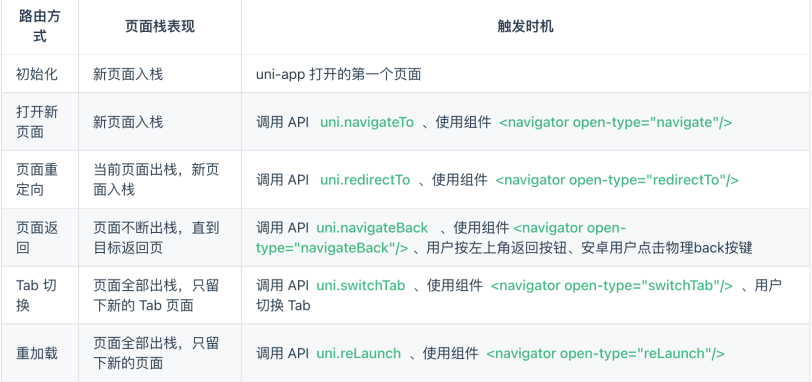 路由方式 页面栈表现 触发时机
初始化 新页面入栈 uni-app 打开的第一个页面
打开新页面 新页面入栈 调用 API uni.navigateTo 、使用组件 <navigator open-type="navigate"/>
页面重定向 当前页面出栈，新页面入栈 调用 API uni.redirectTo 、使用组件 <navigator open-type="redirectTo"/>
页面返回 页面不断出栈，直到目标返回页 调用 API uni.navigateBack 、使用组件<navigator open-type="navigateBack"/> 、用户按左上角返回按钮、安卓用户点击物理back按键
Tab 切换 页面全部出栈，只留下新的 Tab 页面 调用 API uni.switchTab 、使用组件 <navigator open-type="switchTab"/> 、用户切换 Tab
重加载 页面全部出栈，只留下新的页面 调用 API uni.reLaunch 、使用组件 <navigator open-type="reLaunch"/>